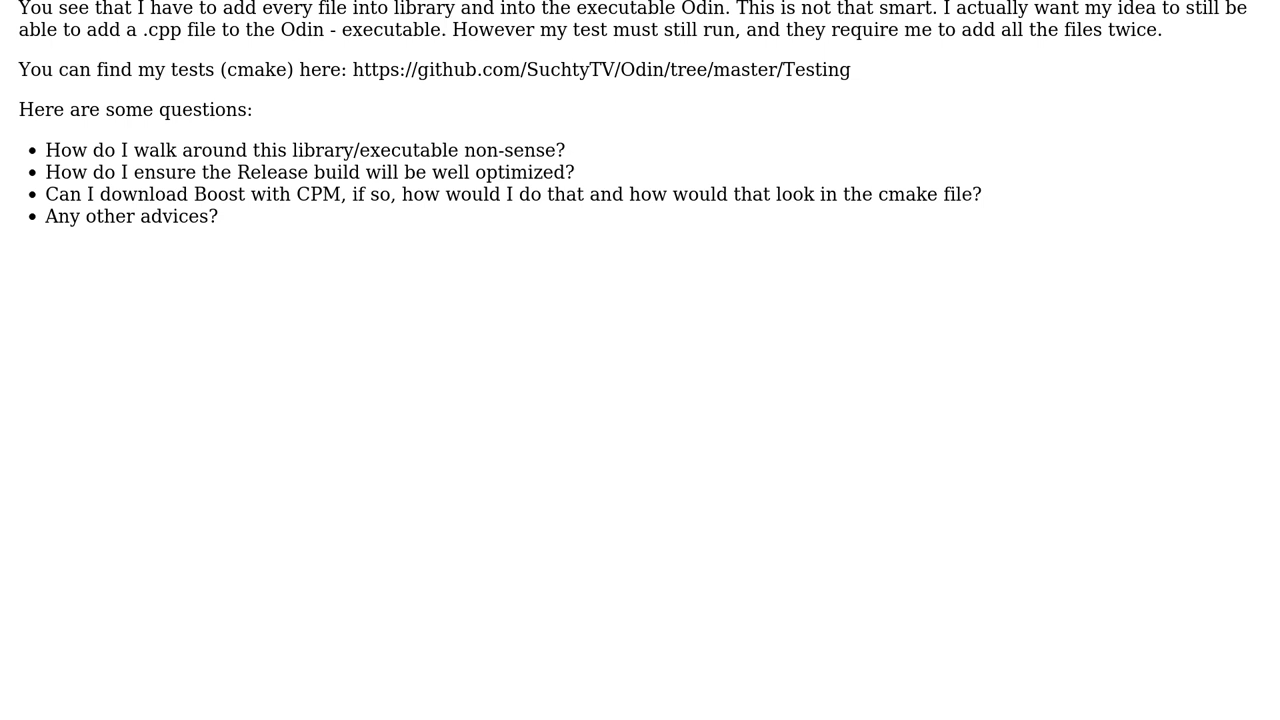 You see that I have to add every file into library and into the executable Odin. This is not that smart. I actually want my idea to still be
able to add a .cpp file to the Odin - executable. However my test must still run, and they require me to add all the files twice.
You can find my tests (cmake) here: https://github.com/SuchtyTV/Odin/tree/master/Testing
Here are some questions:
• How do I walk around this library/executable non-sense?
• How do I ensure the Release build will be well optimized?
• Can I download Boost with CPM, if so, how would I do that and how would that look in the cmake file?
• Any other advices?